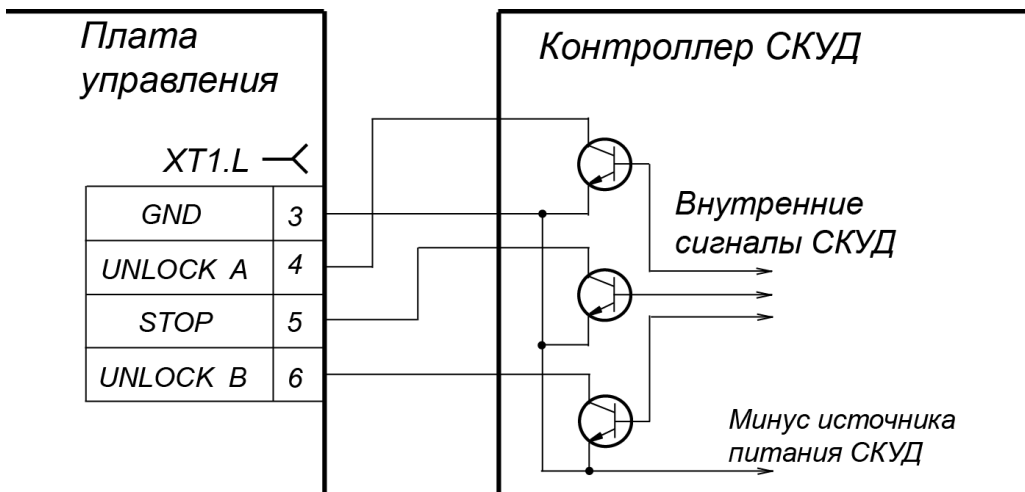 Плата
управления
Контроллер СКУД
XT1.L
GND 3
UNLOCK A 4
STOP 5
UNLOCK B 6
Внутренние
сигналы СКУД
Минус источника
питания СКУД